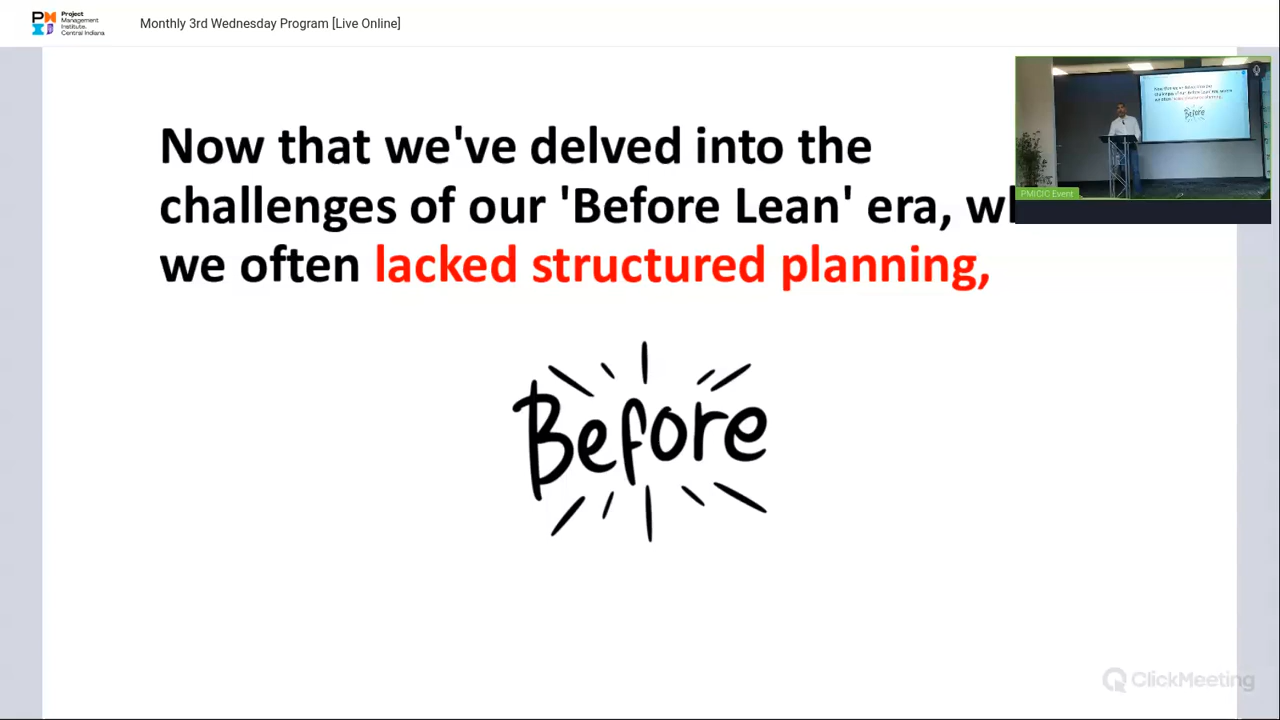 Project
Management
Institute.
Central Indiana
Monthly 3rd Wednesday Program [Live Online]
Now that we've delved into the
challenges of our 'Before Lean' era,
we often lacked structured planning,
PMICIC Event
Before
ClickMeeting